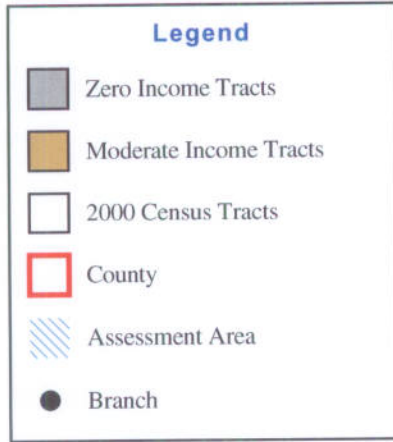 Legend
Zero Income Tracts
Moderate Income Tracts
2000 Census Tracts
County
Assessment Area
Branch